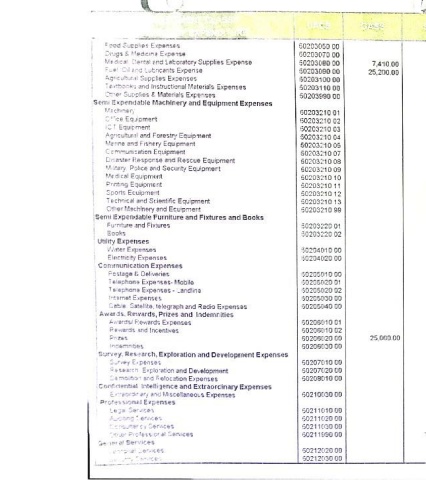 Food Supplies Expenses 50203050 00
Drugs & Medicine Expense 50203070 00
Medical, Dental and Laboratory Supplies Expense 50203080 00 7,410.00
Fuel, Oil and Lubricants Expense 50203090 00 25,200.00
Agricultural Supplies Expenses 50203100 00
Textbooks and Instructional Materials Expenses 50203110 00
Other Supplies & Materials Expenses 50203990 00
Semi Expendable Machinery and Equipment Expenses
Machinery 50203210 01
Office Equipment 50203210 02
ICT Equipment 50203210 03
Agricultural and Forestry Equipment 50203210 04
Marine and Fishery Equipment 50203210 05
Communication Equipment 50203210 07
Disaster Response and Rescue Equipment 50203210 08
Military, Police and Security Equipment 50203210 09
Medical Equipment 50203210 10
Printing Equipment 50203210 11
Sports Equipment 50203210 12
Technical and Scientific Equipment 50203210 13
Other Machinery and Equipment 50203210 99
Semi Expendable Furniture and Fixtures and Books
Furniture and Fixtures 50203220 01
Books 50203220 02
Utility Expenses
Water Expenses 50204010 00
Electricity Expenses 50204020 00
Communication Expenses
Postage & Deliveries 50205010 00
Telephone Expenses- Mobile 50205020 01
Telephone Expenses - Landline 50205020 02
Internet Expenses 50205030 00
Cable, Satellite, telegraph and Radio Expenses 50205040 00
Awards, Rewards, Prizes and Indemnities
Awards/ Rewards Expenses 50206010 01
Rewards and Incentives 50206010 02
Prizes 50206020 00 25,000.00
Indemnities 50206030 00
Survey, Research, Exploration and Development Expenses
Survey Expenses 50207010 00
Research, Exploration and Development 50207020 00
Demolition and Relocation Expenses 50208010 00
Confidential, Intelligence and Extraordinary Expenses
Extraordinary and Miscellaneous Expenses 50210030 00
Professional Expenses
Legal Services 50211010 00
Auditing Services 50211020 00
Consultancy Services 50211030 00
Other Professional Services 50211990 00
General Services
Janitorial Services 50212020 00
Security Services 50212030 00